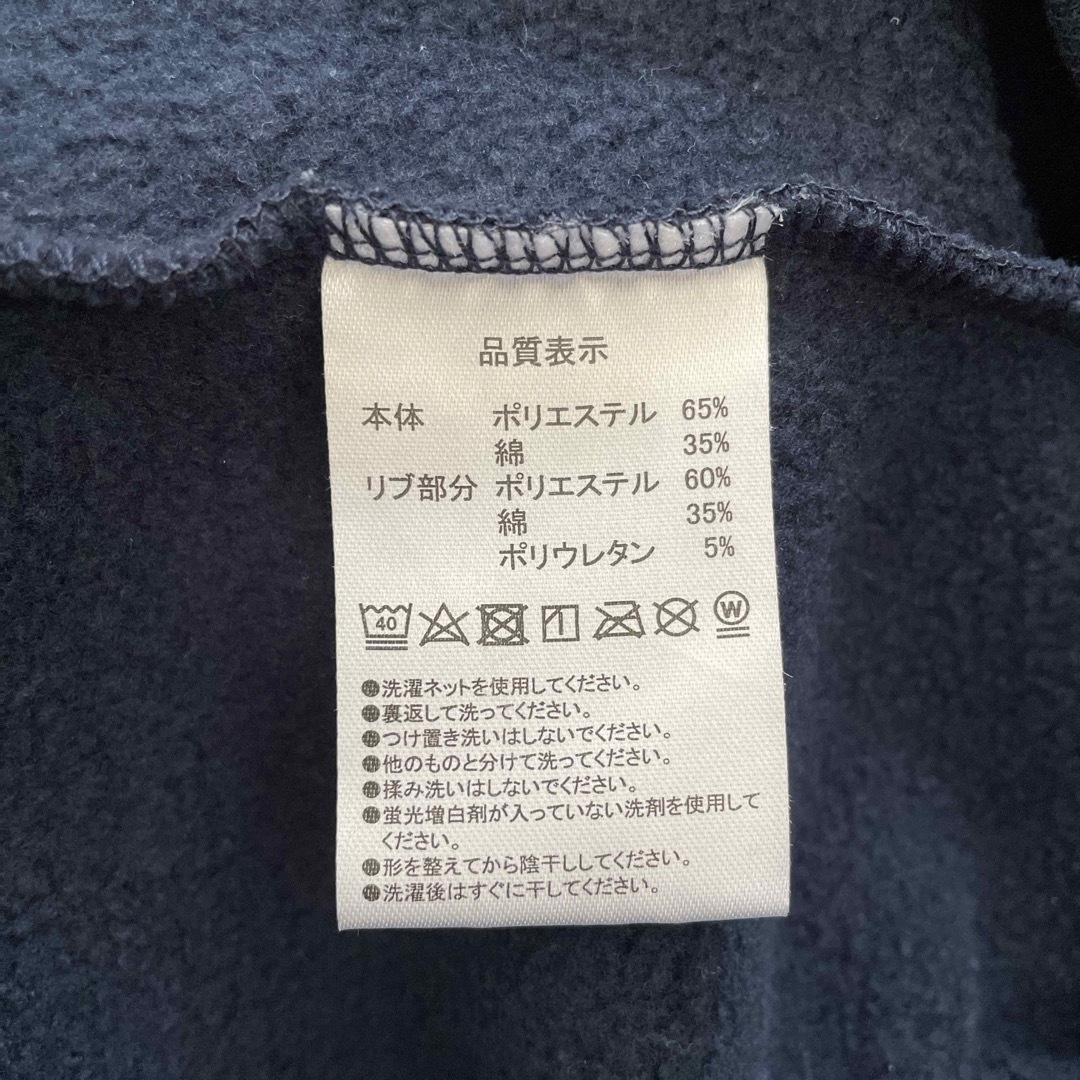 品質表示
本体 ポリエステル 65%
綿 35%
リブ部分 ポリエステル 60%
綿 35%
ポリウレタン 5%
40 W
●洗濯ネットを使用してください。
●裏返して洗ってください。
●つけ置き洗いはしないでください。
●他のものと分けて洗ってください。
●揉み洗いはしないでください。
●蛍光増白剤が入っていない洗剤を使用して
ください。
●形を整えてから陰干ししてください。
●洗濯後はすぐに干してください。